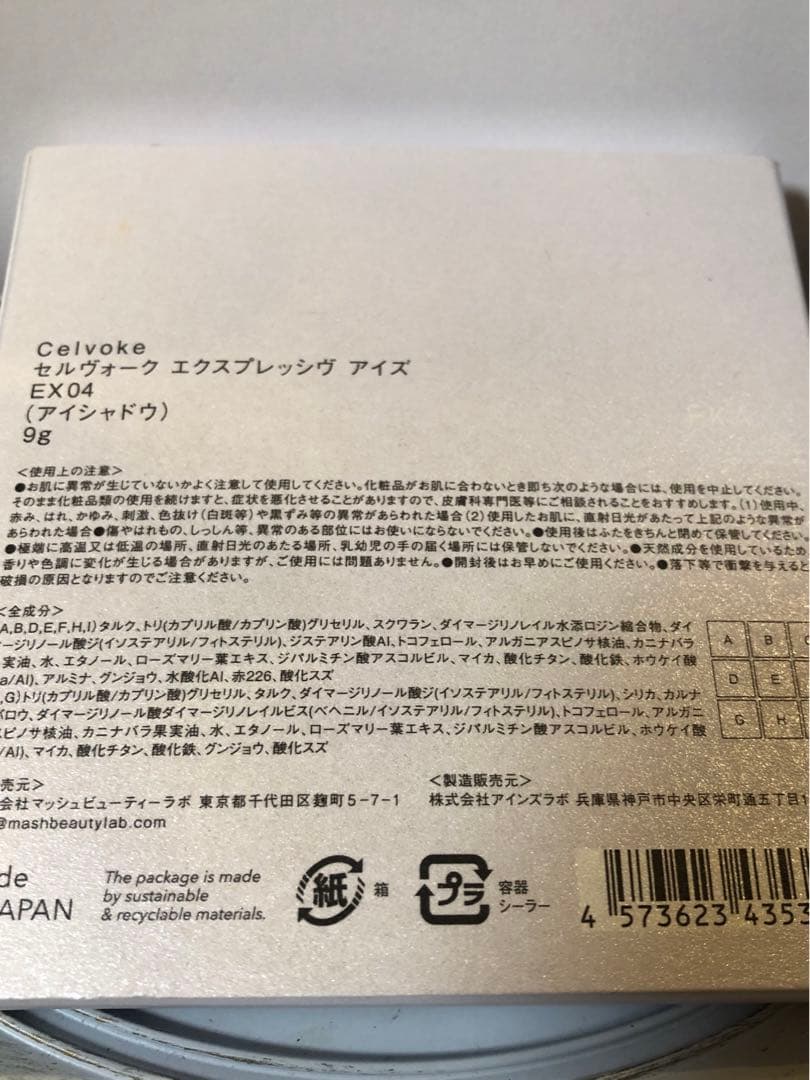 Celvoke
セルヴォーク エクスプレッシヴ アイズ
EX04
(アイシャドウ)
9g
＜使用上の注意＞
●お肌に異常が生じていないかよく注意して使用してください。化粧品がお肌に合わないとき即ち次のような場合には、使用を中止してください。
そのまま化粧品類の使用を続けますと、症状を悪化させることがありますので、皮膚科専門医等にご相談されることをおすすめします。(1)使用中、
赤み、はれ、かゆみ、刺激、色抜け(白斑等)や黒ずみ等の異常があらわれた場合(2)使用したお肌に、直射日光があたって上記のような異常が
あらわれた場合●傷やはれもの、しっしん等、異常のある部位にはお使いにならないでください。●使用後はふたをきちんと閉めて保管してください。
●極端に高温又は低温の場所、直射日光のあたる場所、乳幼児の手の届く場所には保管しないでください。●天然成分を使用しているため
香りや色調に変化が生じる場合がありますが、ご使用には問題ありません。●開封後はお早めにご使用ください。●落下等で衝撃を与えると
破損の原因となりますのでご注意ください。
＜全成分＞
A,B,D,E,F,H,I)タルク、トリ(カプリル酸/カプリン酸)グリセリル、スクワラン、ダイマージリノレイル水添ロジン縮合物、ダイ
ージリノール酸ジ(イソステアリル/フィトステリル)、ジステアリン酸Al、トコフェロール、アルガニアスピノサ核油、カニナバラ
実油、水、エタノール、ローズマリー葉エキス、ジパルミチン酸アスコルビル、マイカ、酸化チタン、酸化鉄、ホウケイ酸
a/Al)、アルミナ、グンジョウ、水酸化Al、赤226、酸化スズ
,G)トリ(カプリル酸/カプリン酸)グリセリル、タルク、ダイマージリノール酸ジ(イソステアリル/フィトステリル)、シリカ、カルナ
バロウ、ダイマージリノール酸ダイマージリノレイルビス(ベヘニル/イソステアリル/フィトステリル)、トコフェロール、アルガニ
スピノサ核油、カニナバラ果実油、水、エタノール、ローズマリー葉エキス、ジパルミチン酸アスコルビル、ホウケイ酸
/Al)、マイカ、酸化チタン、酸化鉄、グンジョウ、酸化スズ
A B C
D E
G H
売元＞
会社マッシュビューティーラボ 東京都千代田区麹町5-7-1
@mashbeautylab.com
＜製造販売元＞
株式会社アインズラボ 兵庫県神戸市中央区栄町通五丁目1
de
JAPAN
The package is made
by sustainable
& recyclable materials.
紙 箱
プラ 容器
シーラー
4 573623 4353